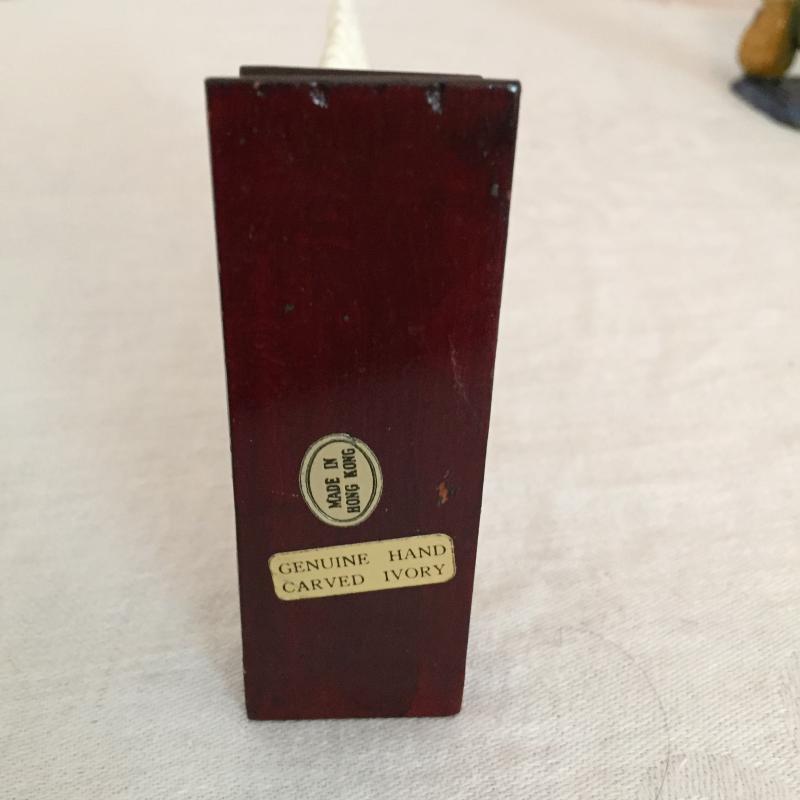 MADE IN
HONG KONG
GENUINE HAND
CARVED IVORY